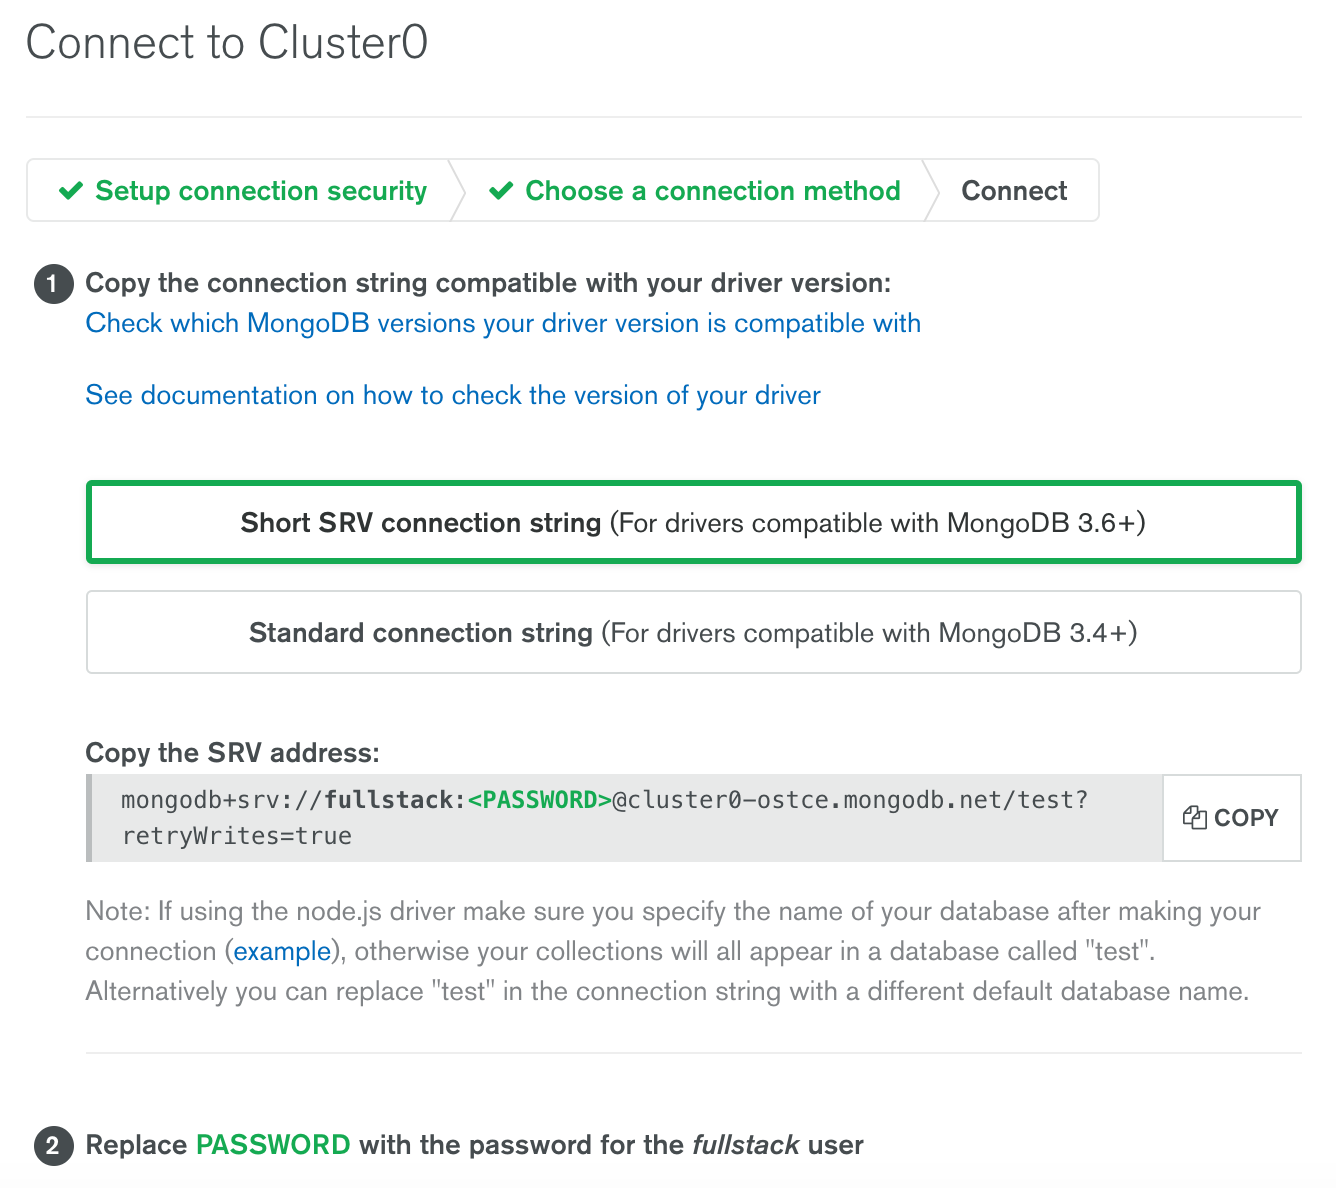 Connect to Cluster0
Setup connection security
Choose a connection method
Connect
1
Copy the connection string compatible with your driver version:
Check which MongoDB versions your driver version is compatible with
See documentation on how to check the version of your driver
Short SRV connection string (For drivers compatible with MongoDB 3.6+)
Standard connection string (For drivers compatible with MongoDB 3.4+)
Copy the SRV address:
mongodb+srv://fullstack:<PASSWORD>@cluster0-ostce.mongodb.net/test?
retryWrites=true
COPY
Note: If using the node.js driver make sure you specify the name of your database after making your
connection (example), otherwise your collections will all appear in a database called "test".
Alternatively you can replace "test" in the connection string with a different default database name.
2
Replace PASSWORD with the password for the fullstack user